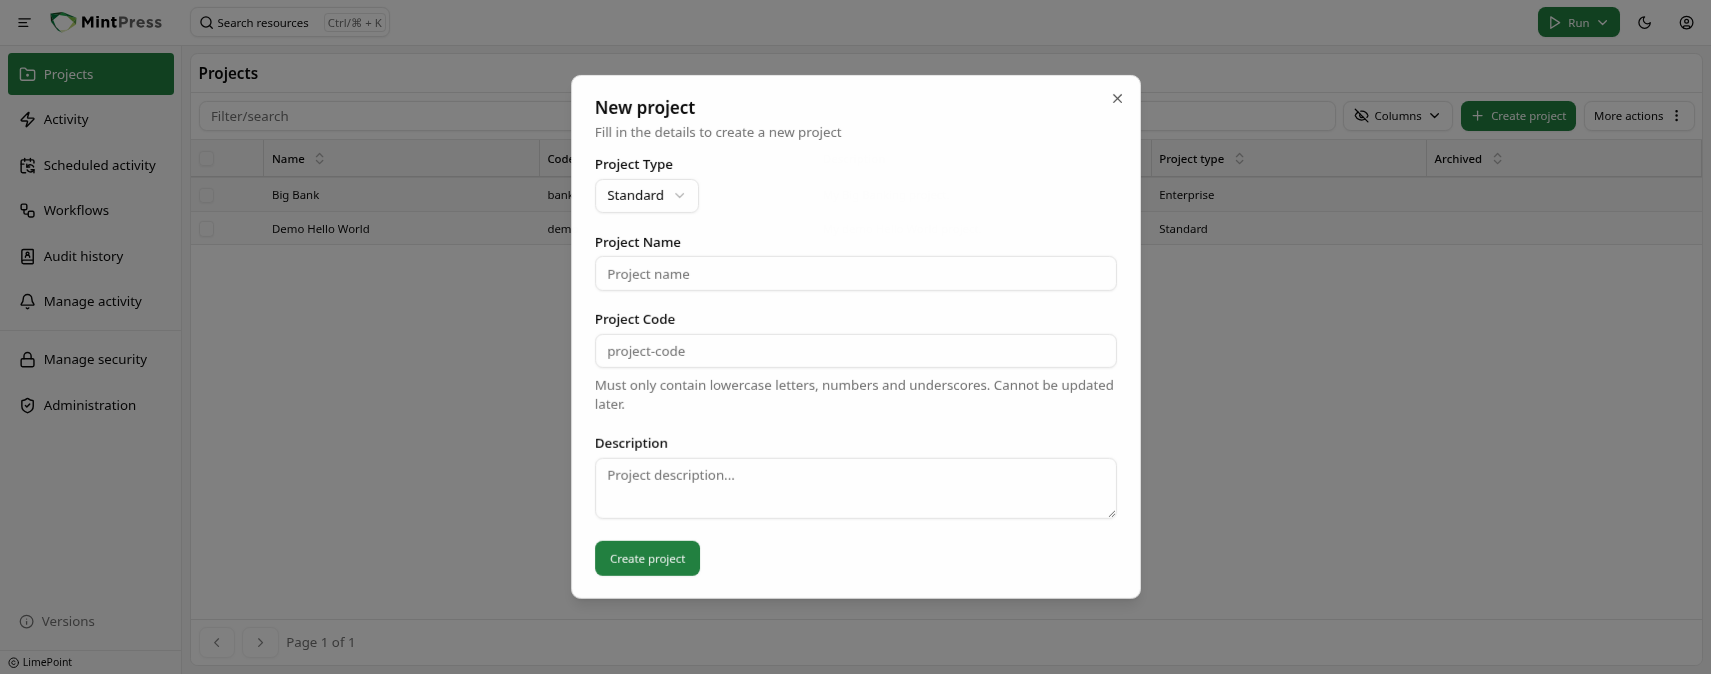 MintPress
Search resources Ctrl/⌘ + K
Run
Projects
Activity
Scheduled activity
Workflows
Audit history
Manage activity
Manage security
Administration
Versions
LimePoint
Projects
Filter/search
Columns
Create project
More actions
Name
Code
Project type
Archived
Big Bank
bank
Enterprise
Demo Hello World
dem
Standard
Page 1 of 1
New project
Fill in the details to create a new project
Project Type
Standard
Project Name
Project name
Project Code
project-code
Must only contain lowercase letters, numbers and underscores. Cannot be updated
later.
Description
Project description...
Create project